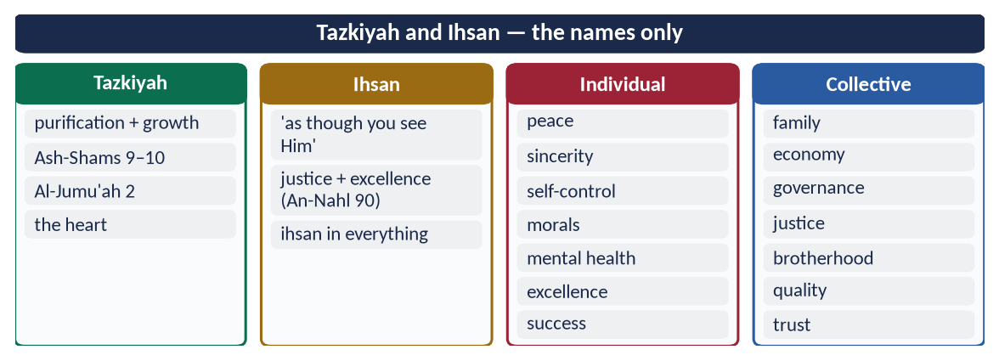 Tazkiyah and Ihsan — the names only
Tazkiyah
purification + growth
Ash-Shams 9–10
Al-Jumu'ah 2
the heart
Ihsan
'as though you see
Him'
justice + excellence
(An-Nahl 90)
ihsan in everything
Individual
peace
sincerity
self-control
morals
mental health
excellence
success
Collective
family
economy
governance
justice
brotherhood
quality
trust